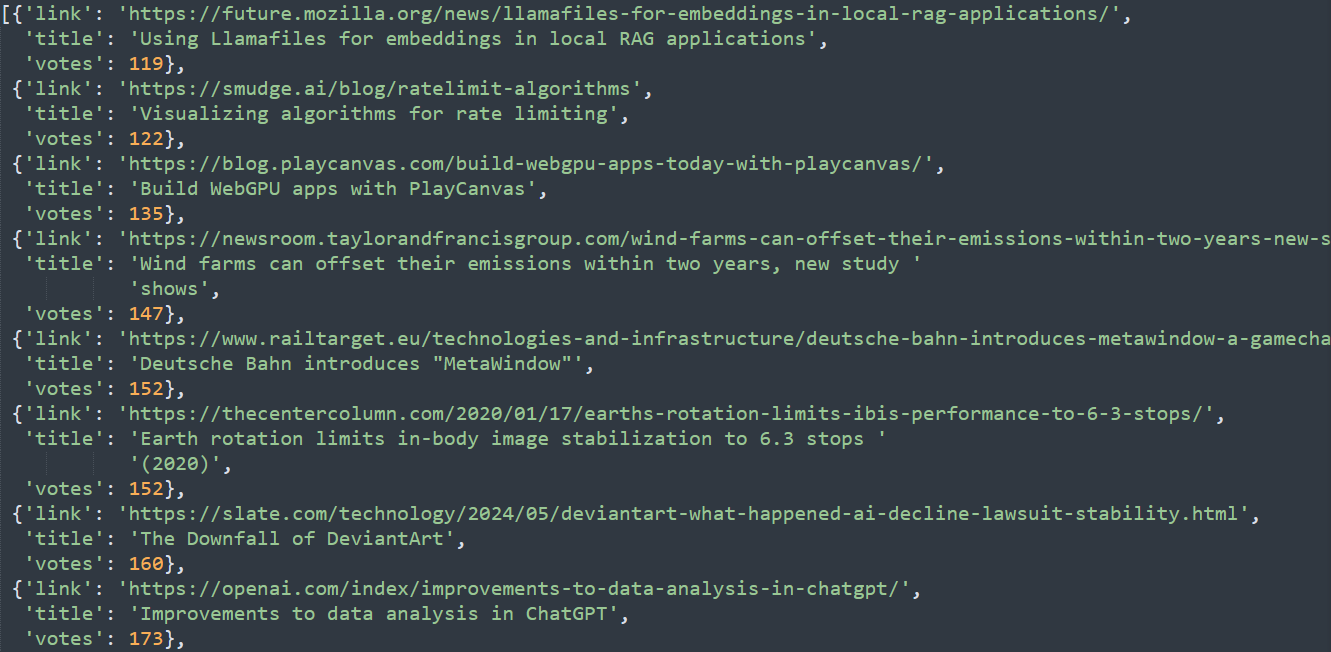 [{'link': 'https://future.mozilla.org/news/llamafiles-for-embeddings-in-local-rag-applications/',
'title': 'Using Llamafiles for embeddings in local RAG applications',
'votes': 119},
{'link': 'https://smudge.ai/blog/ratelimit-algorithms',
'title': 'Visualizing algorithms for rate limiting',
'votes': 122},
{'link': 'https://blog.playcanvas.com/build-webgpu-apps-today-with-playcanvas/',
'title': 'Build WebGPU apps with PlayCanvas',
'votes': 135},
{'link': 'https://newsroom.taylorandfrancisgroup.com/wind-farms-can-offset-their-emissions-within-two-years-new-s
'title': 'Wind farms can offset their emissions within two years, new study '
'shows',
'votes': 147},
{'link': 'https://www.railtarget.eu/technologies-and-infrastructure/deutsche-bahn-introduces-metawindow-a-gamecha
'title': 'Deutsche Bahn introduces "MetaWindow"',
'votes': 152},
{'link': 'https://thecentercolumn.com/2020/01/17/earths-rotation-limits-ibis-performance-to-6-3-stops/',
'title': 'Earth rotation limits in-body image stabilization to 6.3 stops '
'(2020)',
'votes': 152},
{'link': 'https://slate.com/technology/2024/05/deviantart-what-happened-ai-decline-lawsuit-stability.html',
'title': 'The Downfall of DeviantArt',
'votes': 160},
{'link': 'https://openai.com/index/improvements-to-data-analysis-in-chatgpt/',
'title': 'Improvements to data analysis in ChatGPT',
'votes': 173},